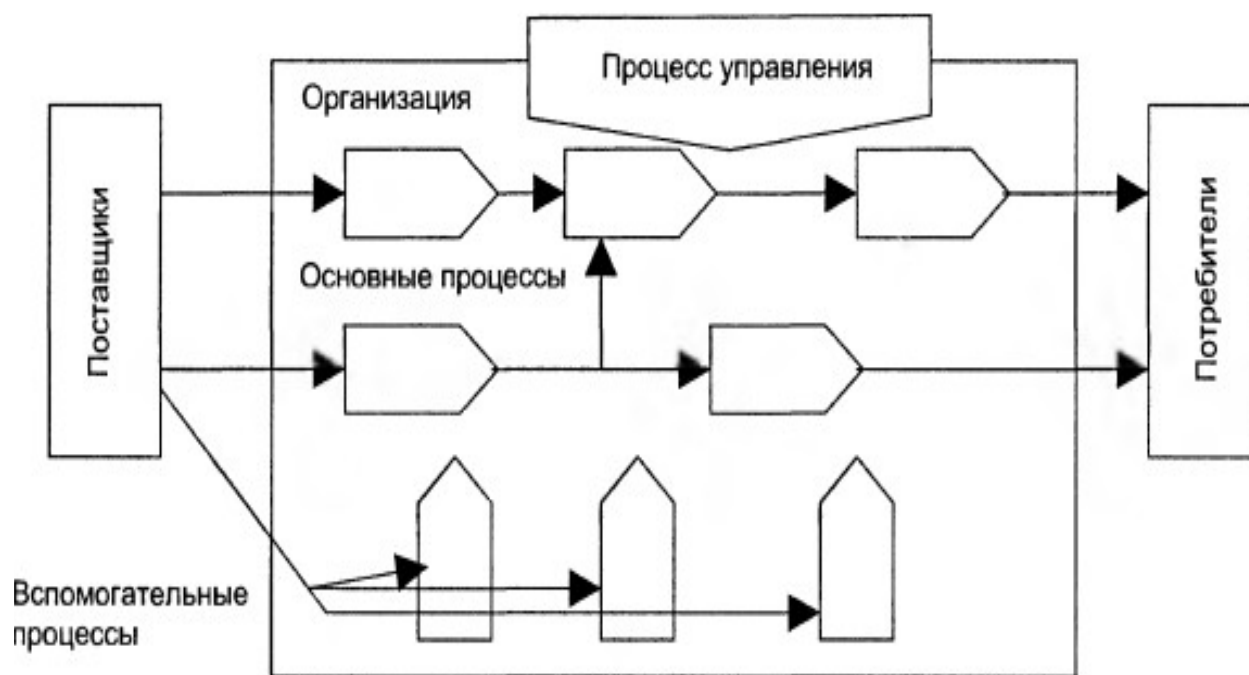 Процесс управления
Организация
Поставщики
Основные процессы
Потребители
Вспомогательные
процессы